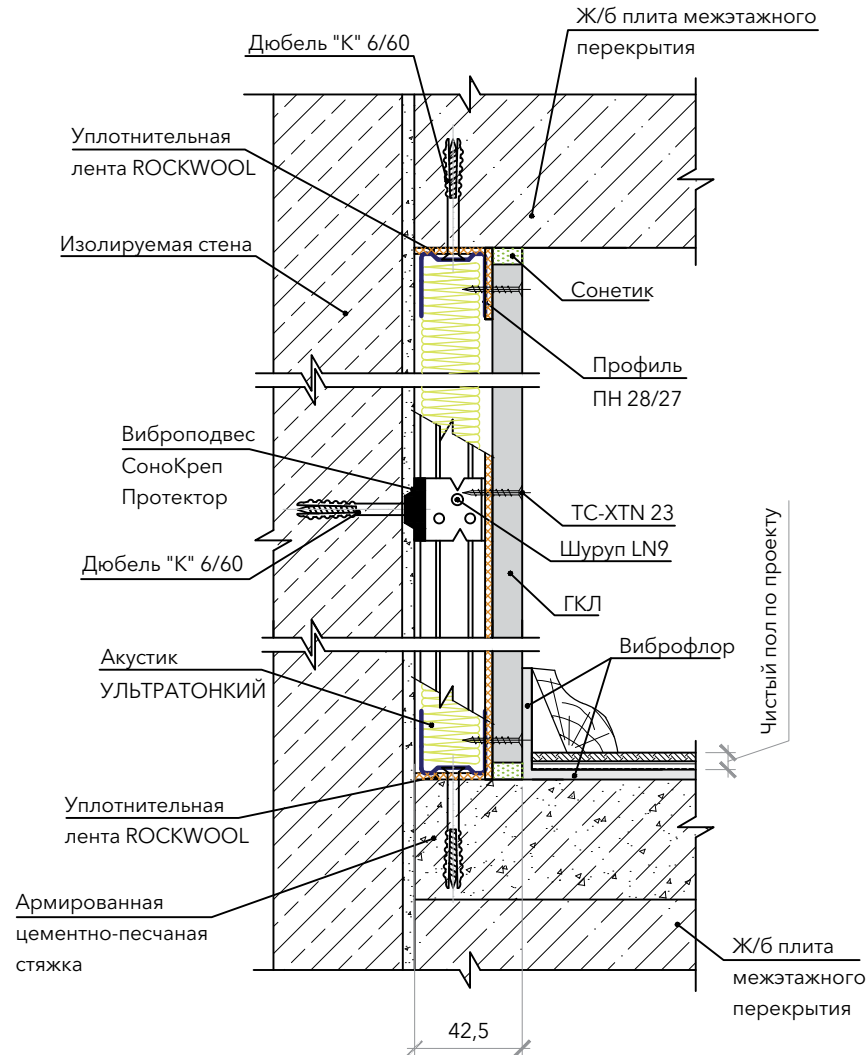 Ж/б плита межэтажного
перекрытия
Дюбель "К" 6/60
Уплотнительная
лента ROCKWOOL
Изолируемая стена
Сонетик
Профиль
ПН 28/27
Виброподвес
СоноКреп
Протектор
ТС-XTN 23
Шуруп LN9
Дюбель "К" 6/60
ГКЛ
Виброфлор
Чистый пол по проекту
Акустик
УЛЬТРАТОНКИЙ
Уплотнительная
лента ROCKWOOL
Армированная
цементно-песчаная
стяжка
Ж/б плита
межэтажного
перекрытия
42,5